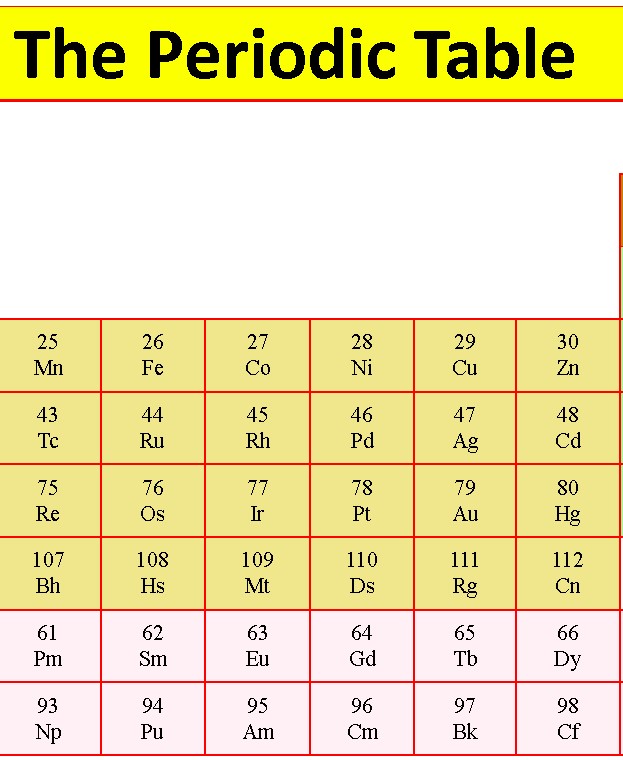 The Periodic Table
25 26 27 28 29 30
Mn Fe Co Ni Cu Zn
43 44 45 46 47 48
Tc Ru Rh Pd Ag Cd
75 76 77 78 79 80
Re Os Ir Pt Au Hg
107 108 109 110 111 112
Bh Hs Mt Ds Rg Cn
61 62 63 64 65 66
Pm Sm Eu Gd Tb Dy
93 94 95 96 97 98
Np Pu Am Cm Bk Cf